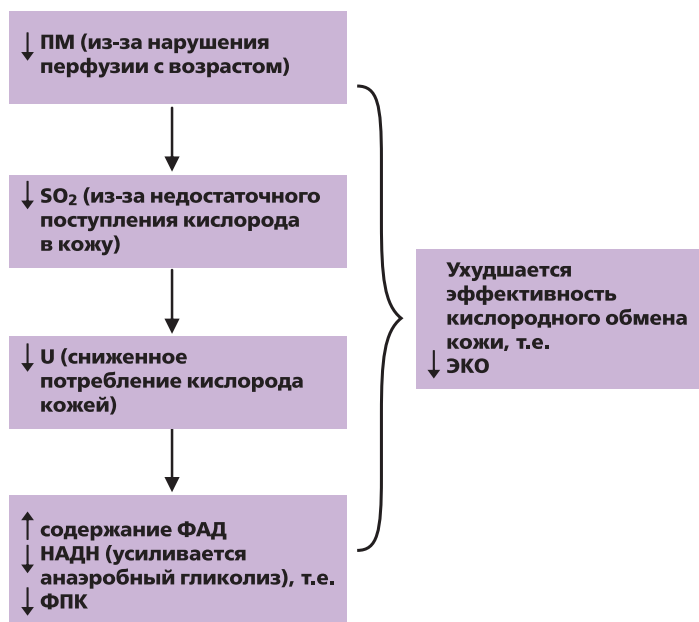 ↓ ПМ (из-за нарушения
перфузии с возрастом)
↓ SO₂ (из-за недостаточного
поступления кислорода
в кожу)
↓ U (сниженное
потребление кислорода
кожей)
↑ содержание ФАД
↓ НАДН (усиливается
анаэробный гликолиз), т.е.
↓ ФПК
Ухудшается
эффективность
кислородного обмена
кожи, т.е.
↓ ЭКО